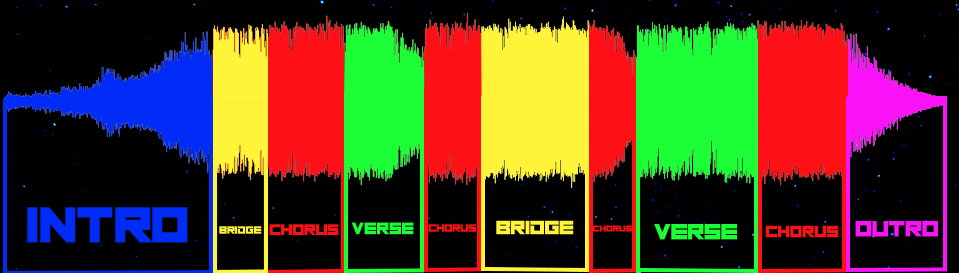 INTRO
BRIDGE
CHORUS
VERSE
CHORUS
BRIDGE
CHORUS
VERSE
CHORUS
OUTRO